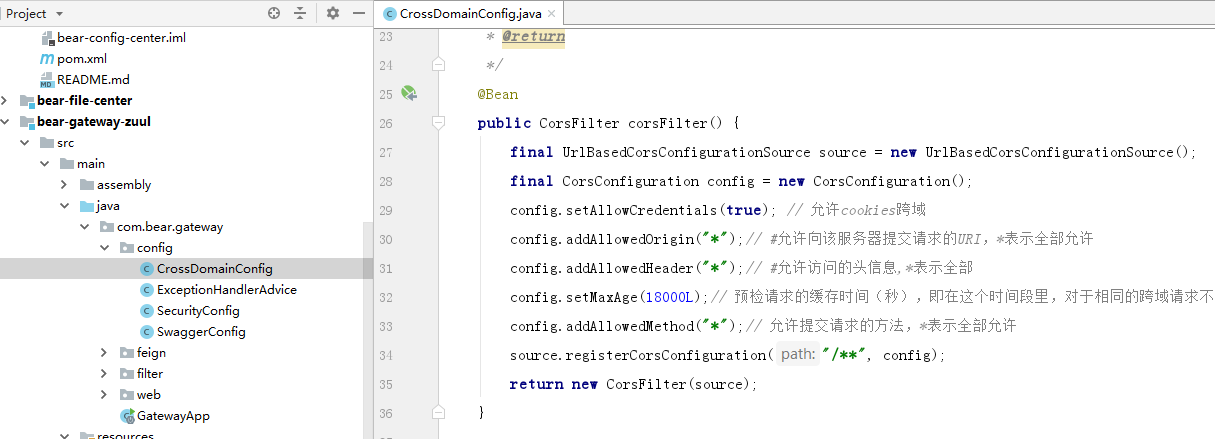 Project
bear-config-center.iml
pom.xml
README.md
bear-file-center
bear-gateway-zuul
src
main
assembly
java
com.bear.gateway
config
CrossDomainConfig
ExceptionHandlerAdvice
SecurityConfig
SwaggerConfig
feign
filter
web
GatewayApp
resources
CrossDomainConfig.java
23 * @return
24 */
25 @Bean
26 public CorsFilter corsFilter() {
27 final UrlBasedCorsConfigurationSource source = new UrlBasedCorsConfigurationSource();
28 final CorsConfiguration config = new CorsConfiguration();
29 config.setAllowCredentials(true); // 允许cookies跨域
30 config.addAllowedOrigin("*");// #允许向该服务器提交请求的URI，*表示全部允许
31 config.addAllowedHeader("*");// #允许访问的头信息,*表示全部
32 config.setMaxAge(18000L);// 预检请求的缓存时间（秒），即在这个时间段里，对于相同的跨域请求不
33 config.addAllowedMethod("*");// 允许提交请求的方法，*表示全部允许
34 source.registerCorsConfiguration( path: "/**", config);
35 return new CorsFilter(source);
36 }